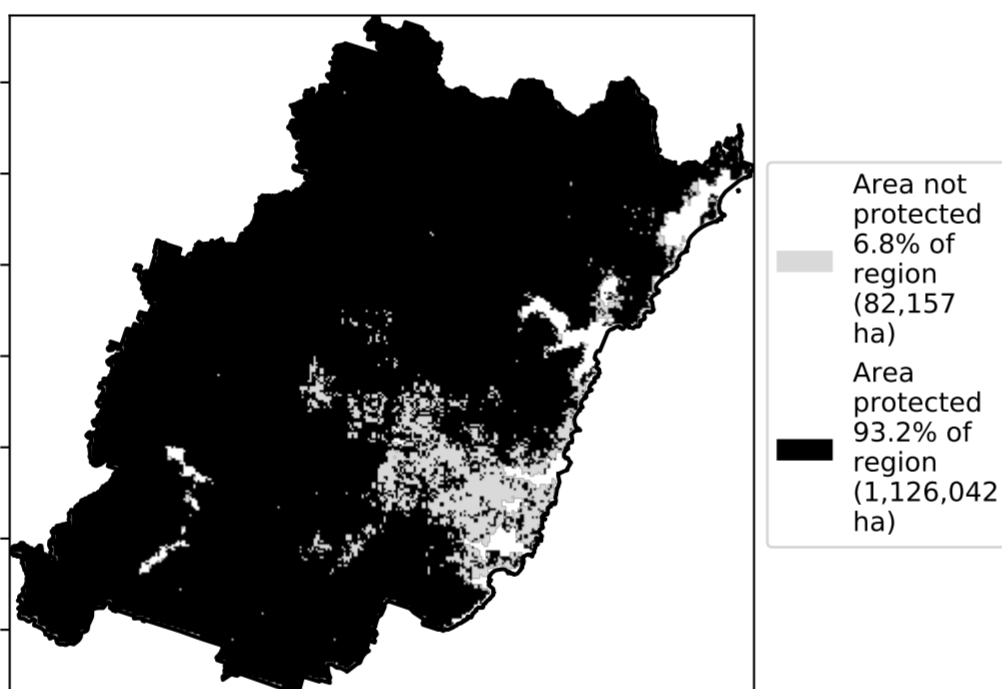 Area not
protected
6.8% of
region
(82,157
ha)
Area
protected
93.2% of
region
(1,126,042
ha)